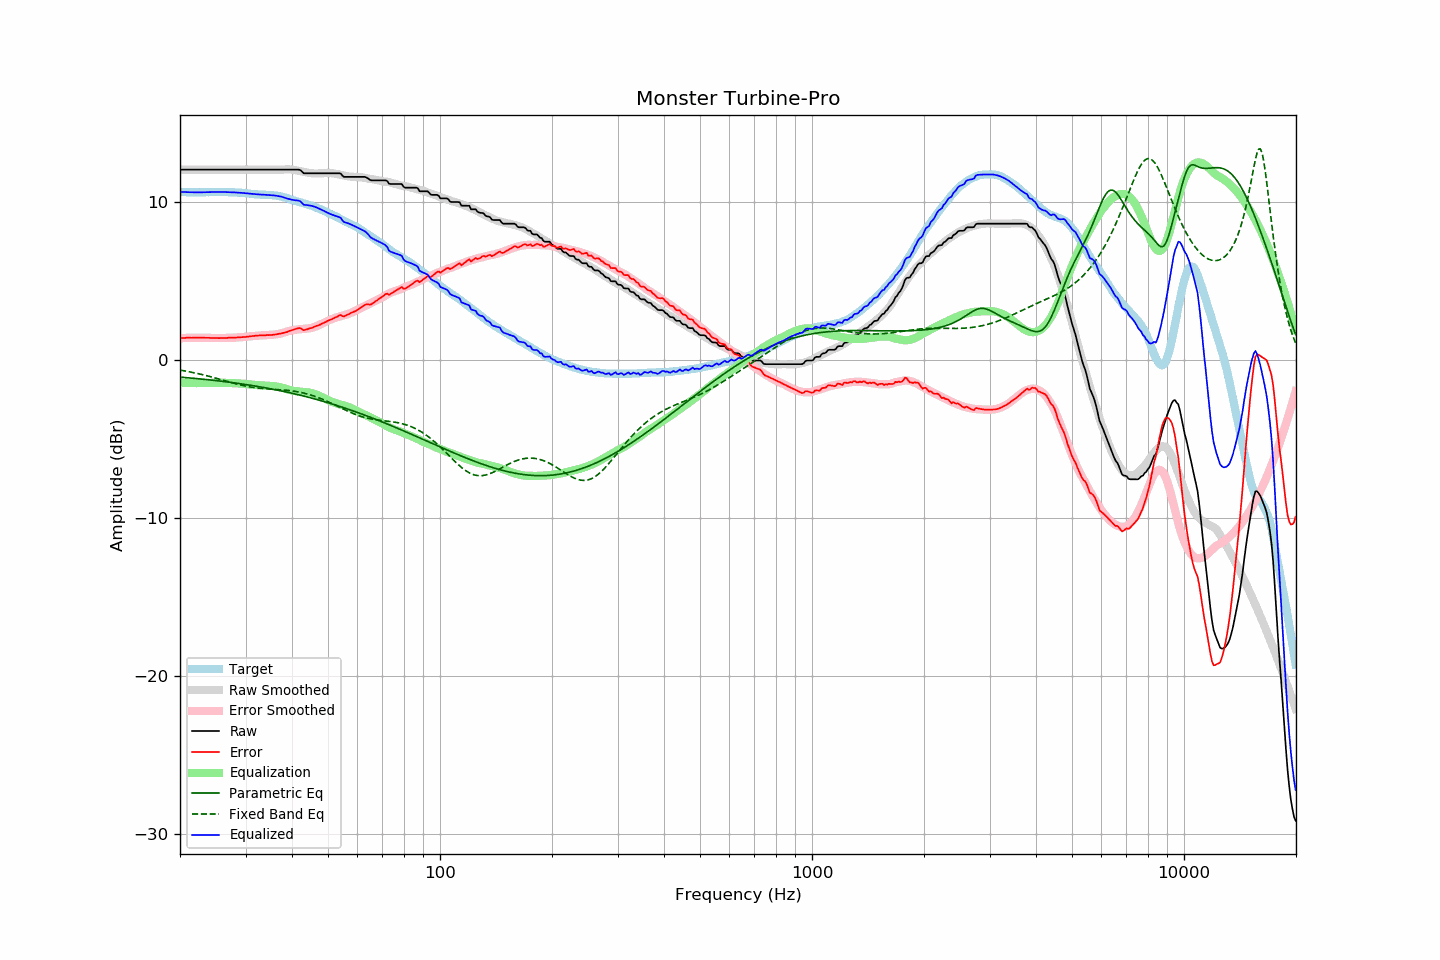 Monster Turbine-Pro
Amplitude (dBr)
10
0
−10
−20
−30
Target
Raw Smoothed
Error Smoothed
Raw
Error
Equalization
Parametric Eq
Fixed Band Eq
Equalized
100
1000
10000
Frequency (Hz)